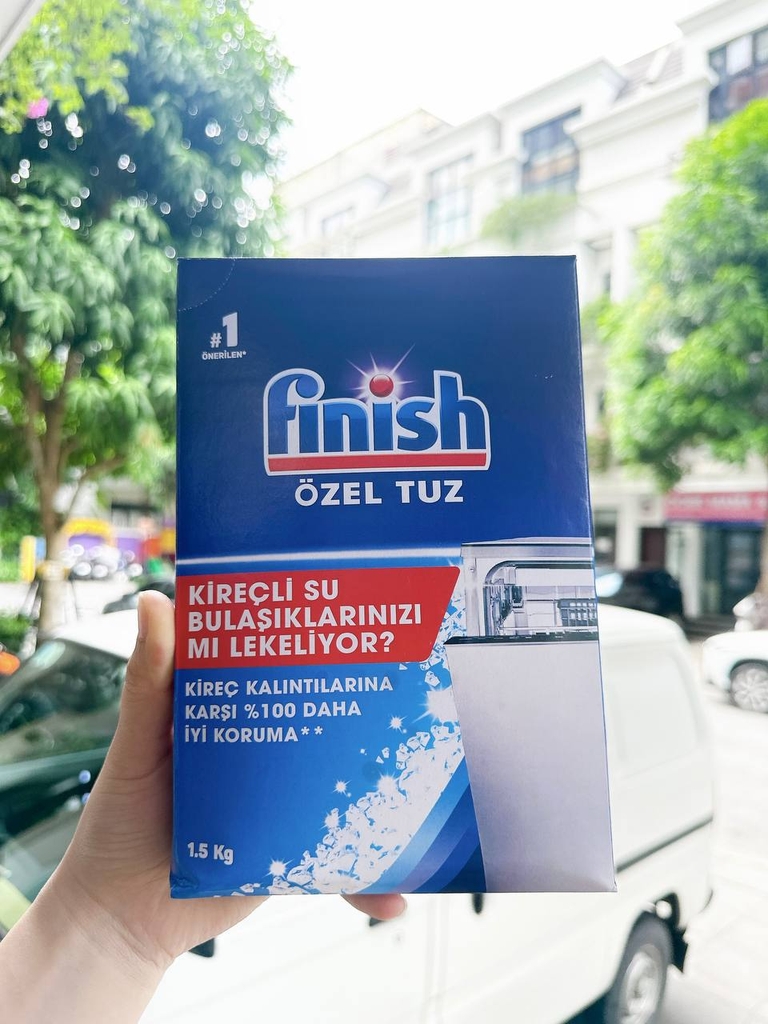 #1
ÖNERİLEN*
finish
ÖZEL TUZ
KİREÇLİ SU
BULAŞIKLARINIZI
MI LEKELİYOR?
KİREÇ KALINTILARINA
KARŞI %100 DAHA
İYİ KORUMA**
1.5 Kg